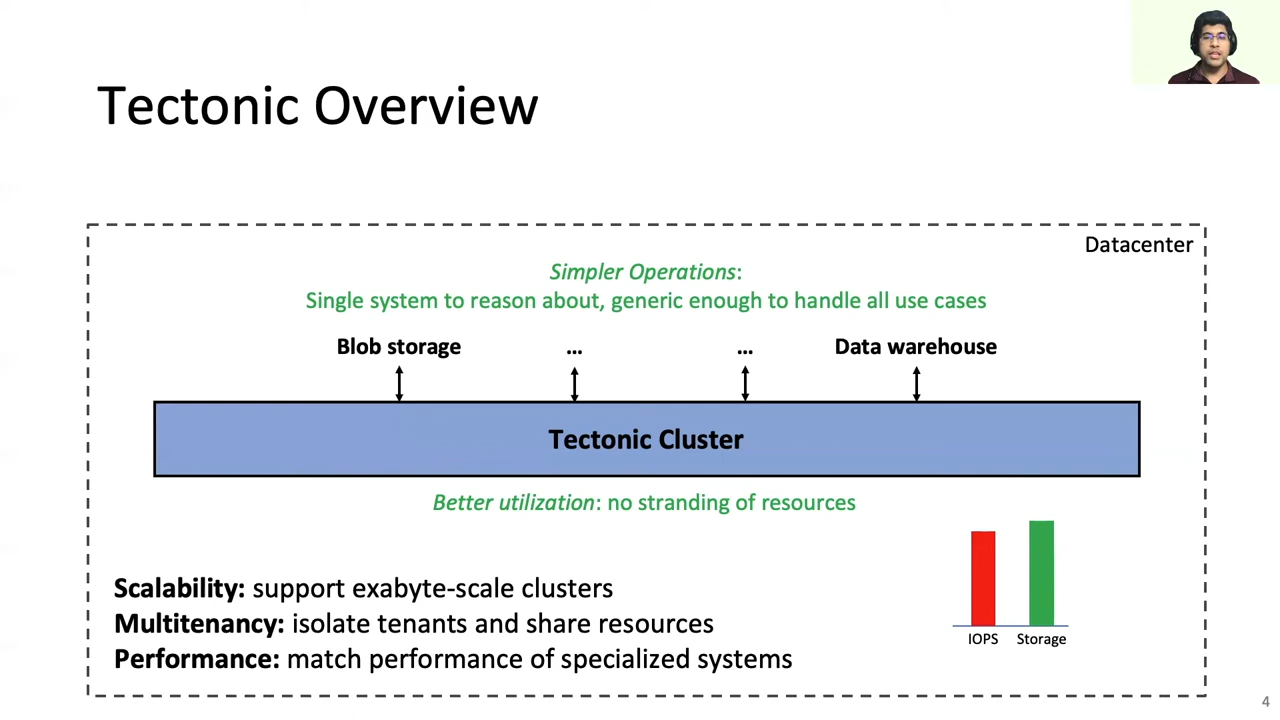 Tectonic Overview
Datacenter
Simpler Operations:
Single system to reason about, generic enough to handle all use cases
Blob storage ... ... Data warehouse
Tectonic Cluster
Better utilization: no stranding of resources
Scalability: support exabyte-scale clusters
Multitenancy: isolate tenants and share resources
Performance: match performance of specialized systems
IOPS Storage
4